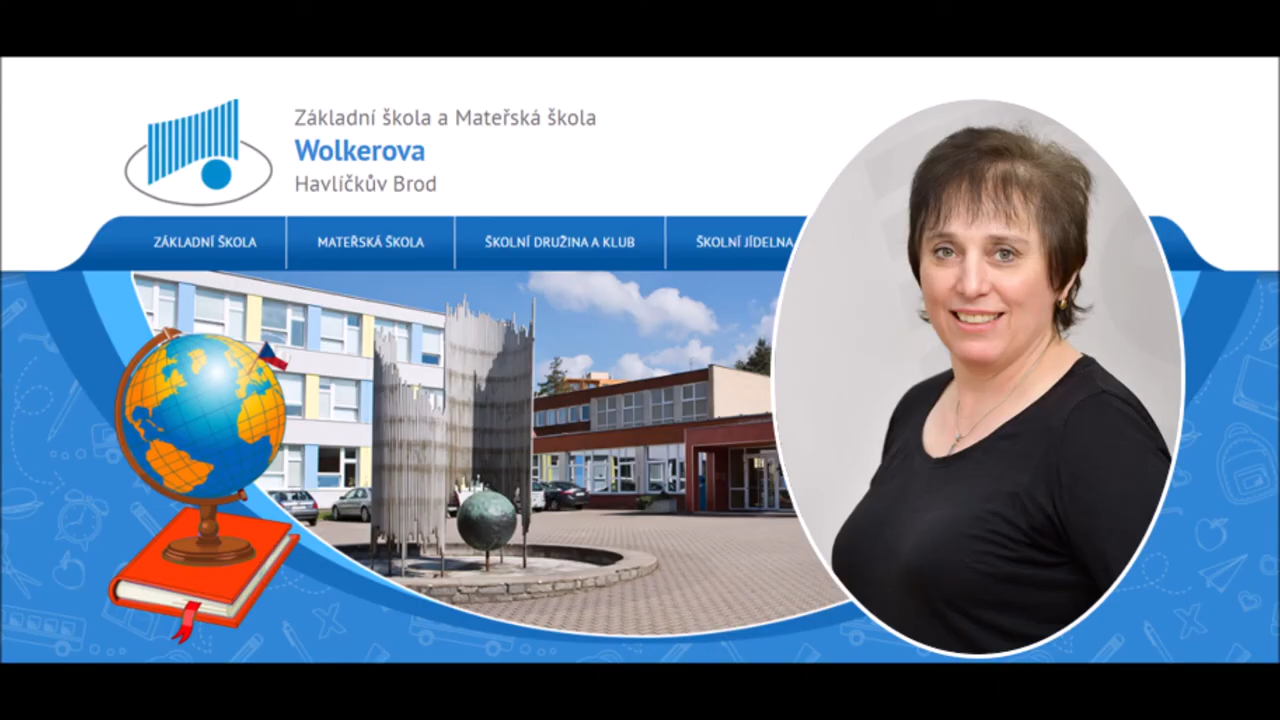 Základní škola a Mateřská škola
Wolkerova
Havlíčkův Brod
ZÁKLADNÍ ŠKOLA
MATEŘSKÁ ŠKOLA
ŠKOLNÍ DRUŽINA A KLUB
ŠKOLNÍ JÍDELNA